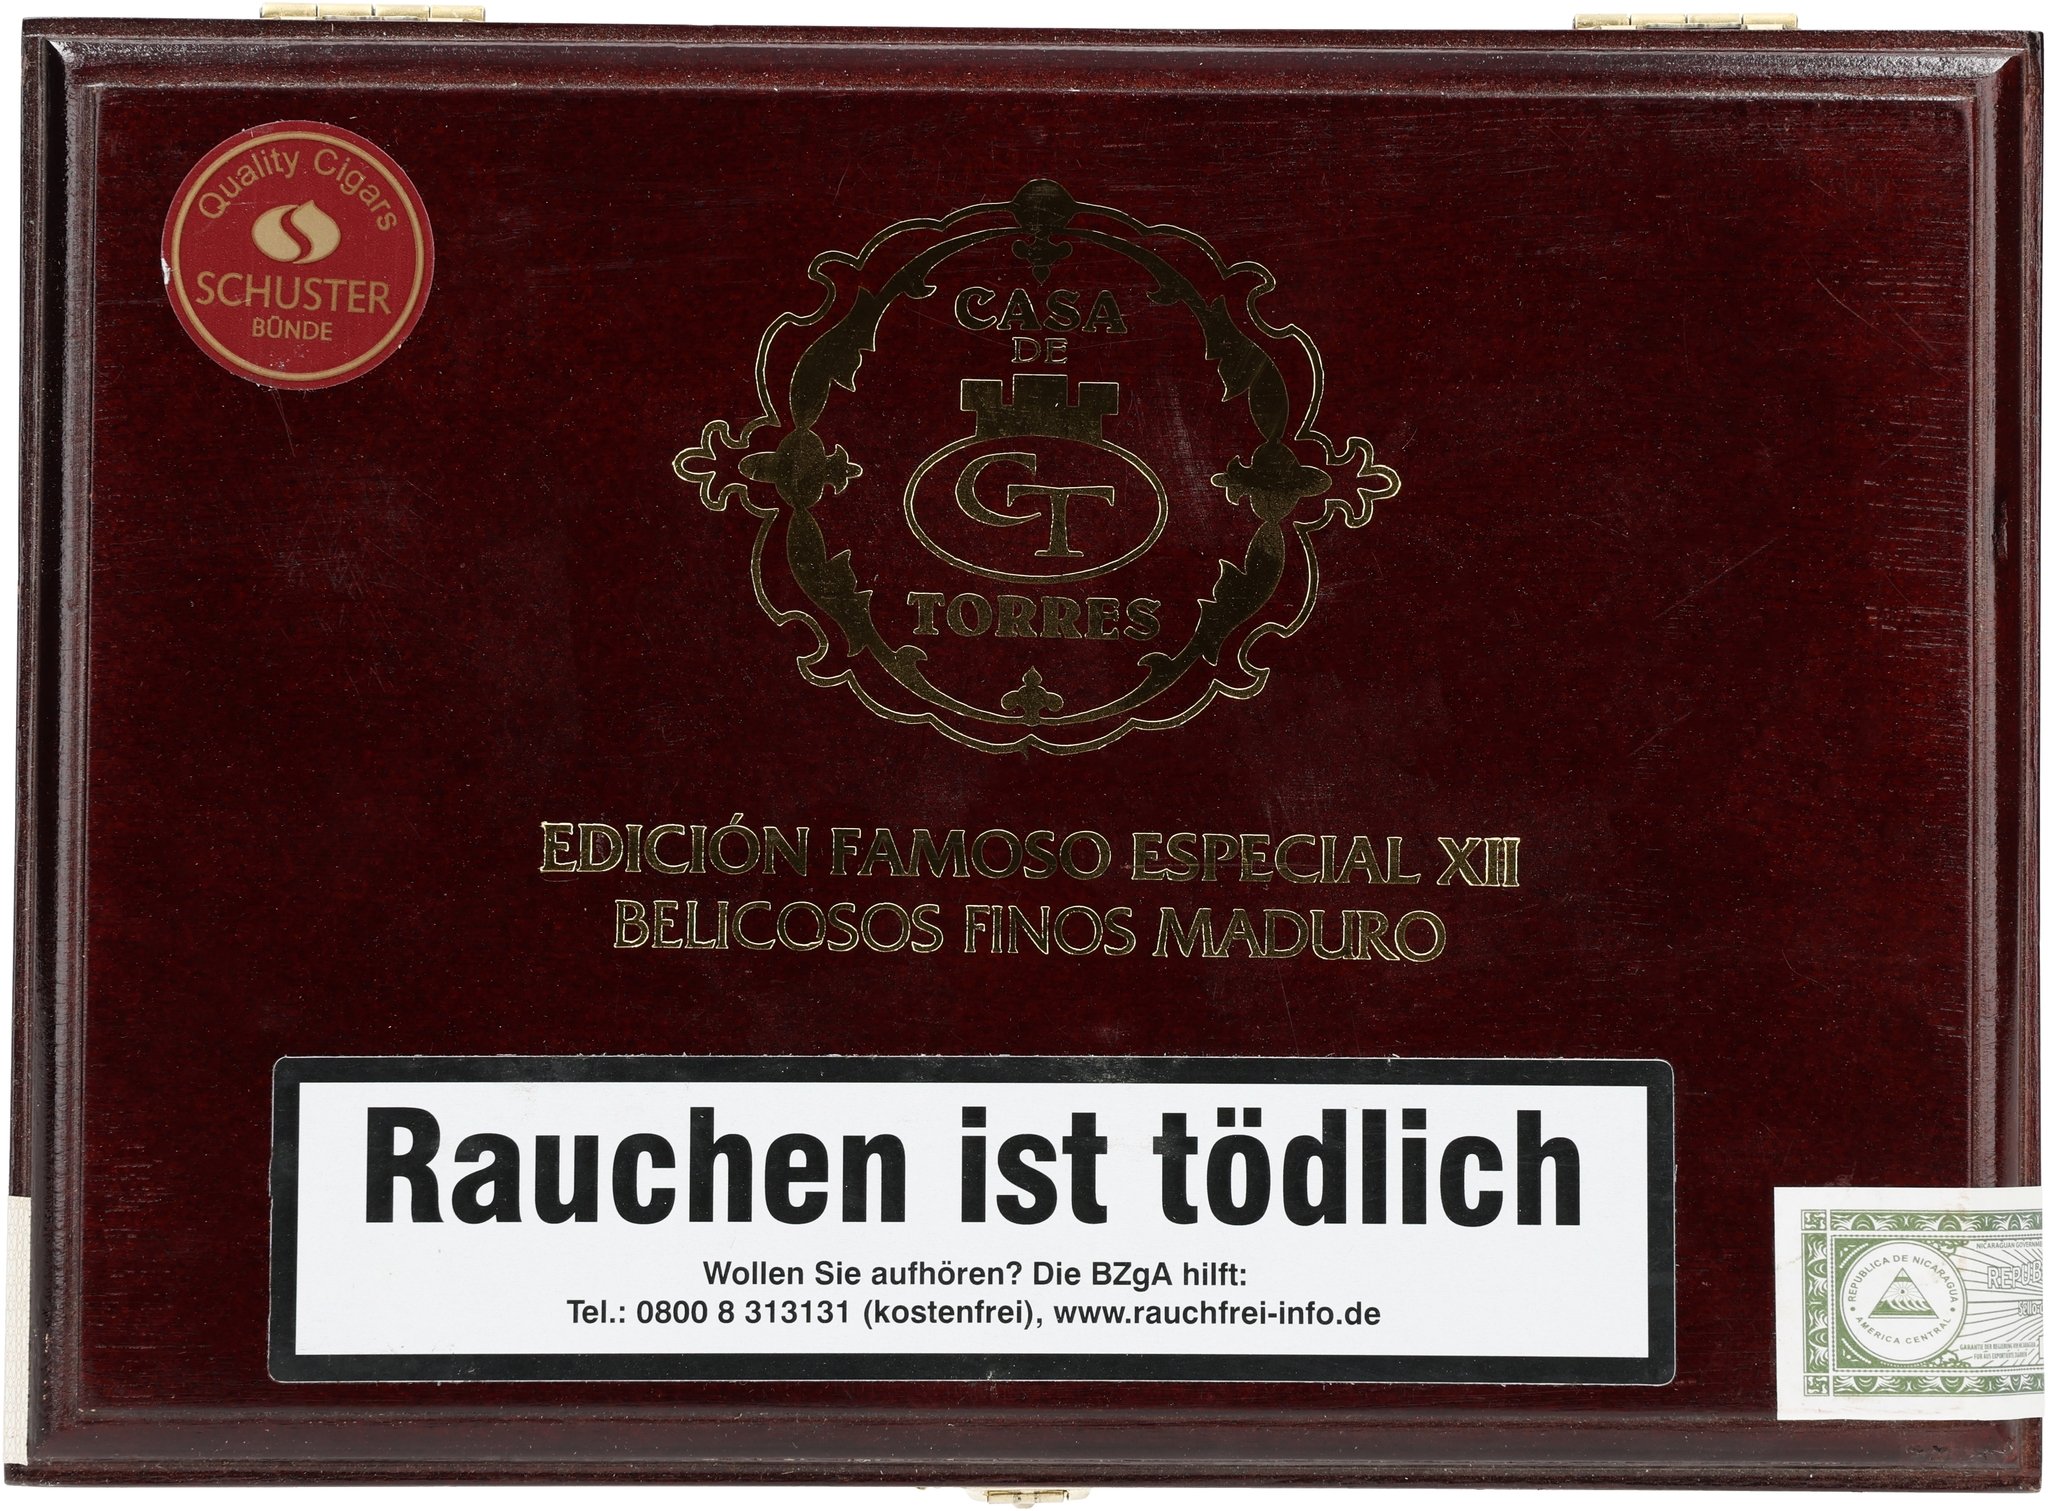 Quality Cigars
SCHUSTER
BÜNDE
CASA
DE
CT
TORRES
EDICIÓN FAMOSO ESPECIAL XII
BELICOSOS FINOS MADURO
Rauchen ist tödlich
Wollen Sie aufhören? Die BZgA hilft:
Tel.: 0800 8 313131 (kostenfrei), www.rauchfrei-info.de
NICARAGUAN
REPUBLICA DE NICARAGUA
AMERICA CENTRAL